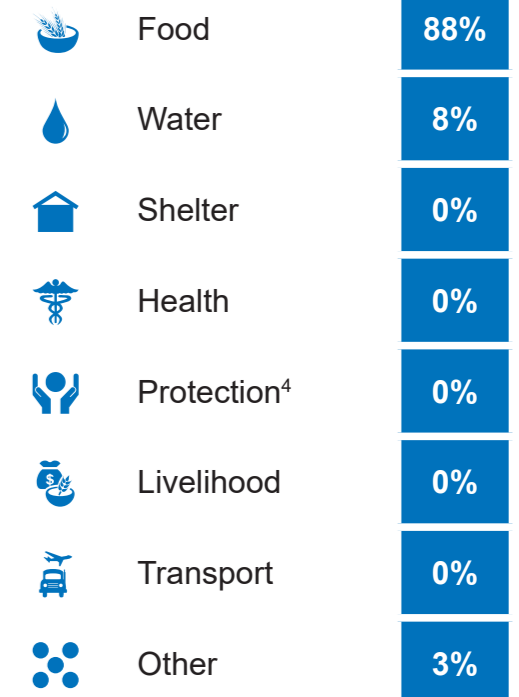 Food 88%
Water 8%
Shelter 0%
Health 0%
Protection⁴ 0%
$ Livelihood 0%
Transport 0%
Other 3%